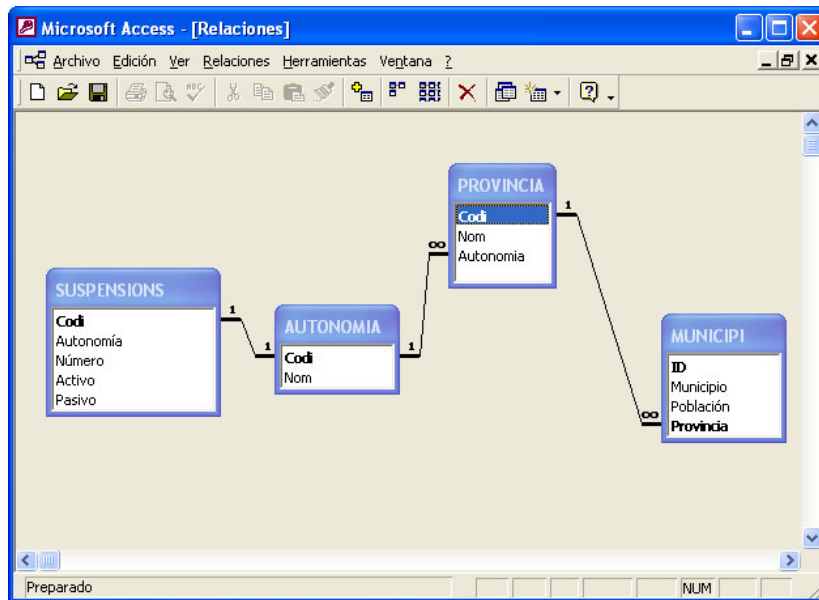 Microsoft Access - [Relaciones]
Archivo Edición Ver Relaciones Herramientas Ventana ?
ABC
SUSPENSIONS
Codi
Autonomía
Número
Activo
Pasivo
1
1
AUTONOMIA
Codi
Nom
1
∞
PROVINCIA
Codi
Nom
Autonomia
1
∞
MUNICIPI
ID
Municipio
Población
Provincia
Preparado
NUM